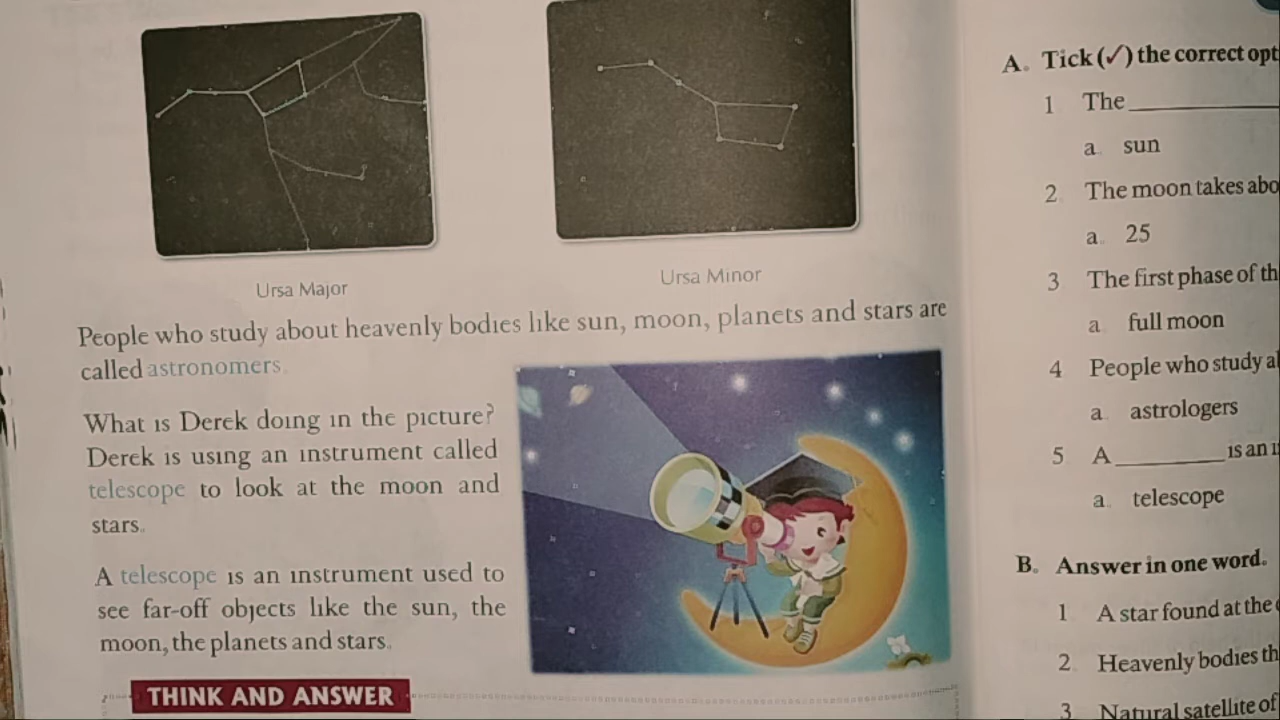 Ursa Major
Ursa Minor
People who study about heavenly bodies like sun, moon, planets and stars are
called astronomers.
What is Derek doing in the picture?
Derek is using an instrument called
telescope to look at the moon and
stars.
A telescope is an instrument used to
see far-off objects like the sun, the
moon, the planets and stars.
THINK AND ANSWER
A. Tick (✓) the correct opt
1 The ________
a. sun
2. The moon takes abo
a. 25
3 The first phase of th
a. full moon
4 People who study a
a. astrologers
5 A ________ is an
a. telescope
B. Answer in one word.
1 A star found at the
2. Heavenly bodies th
3. Natural satellite of